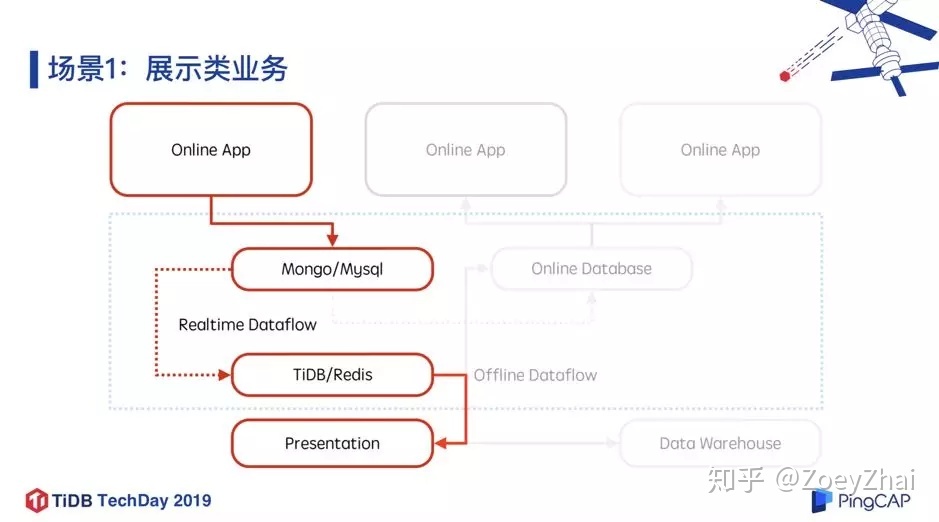 场景1：展示类业务
Online App
Online App
Online App
Mongo/Mysql
Online Database
Realtime Dataflow
TiDB/Redis
Offline Dataflow
Presentation
Data Warehouse
知乎 @ZoeyZhai
TiDB TechDay 2019
PingCAP